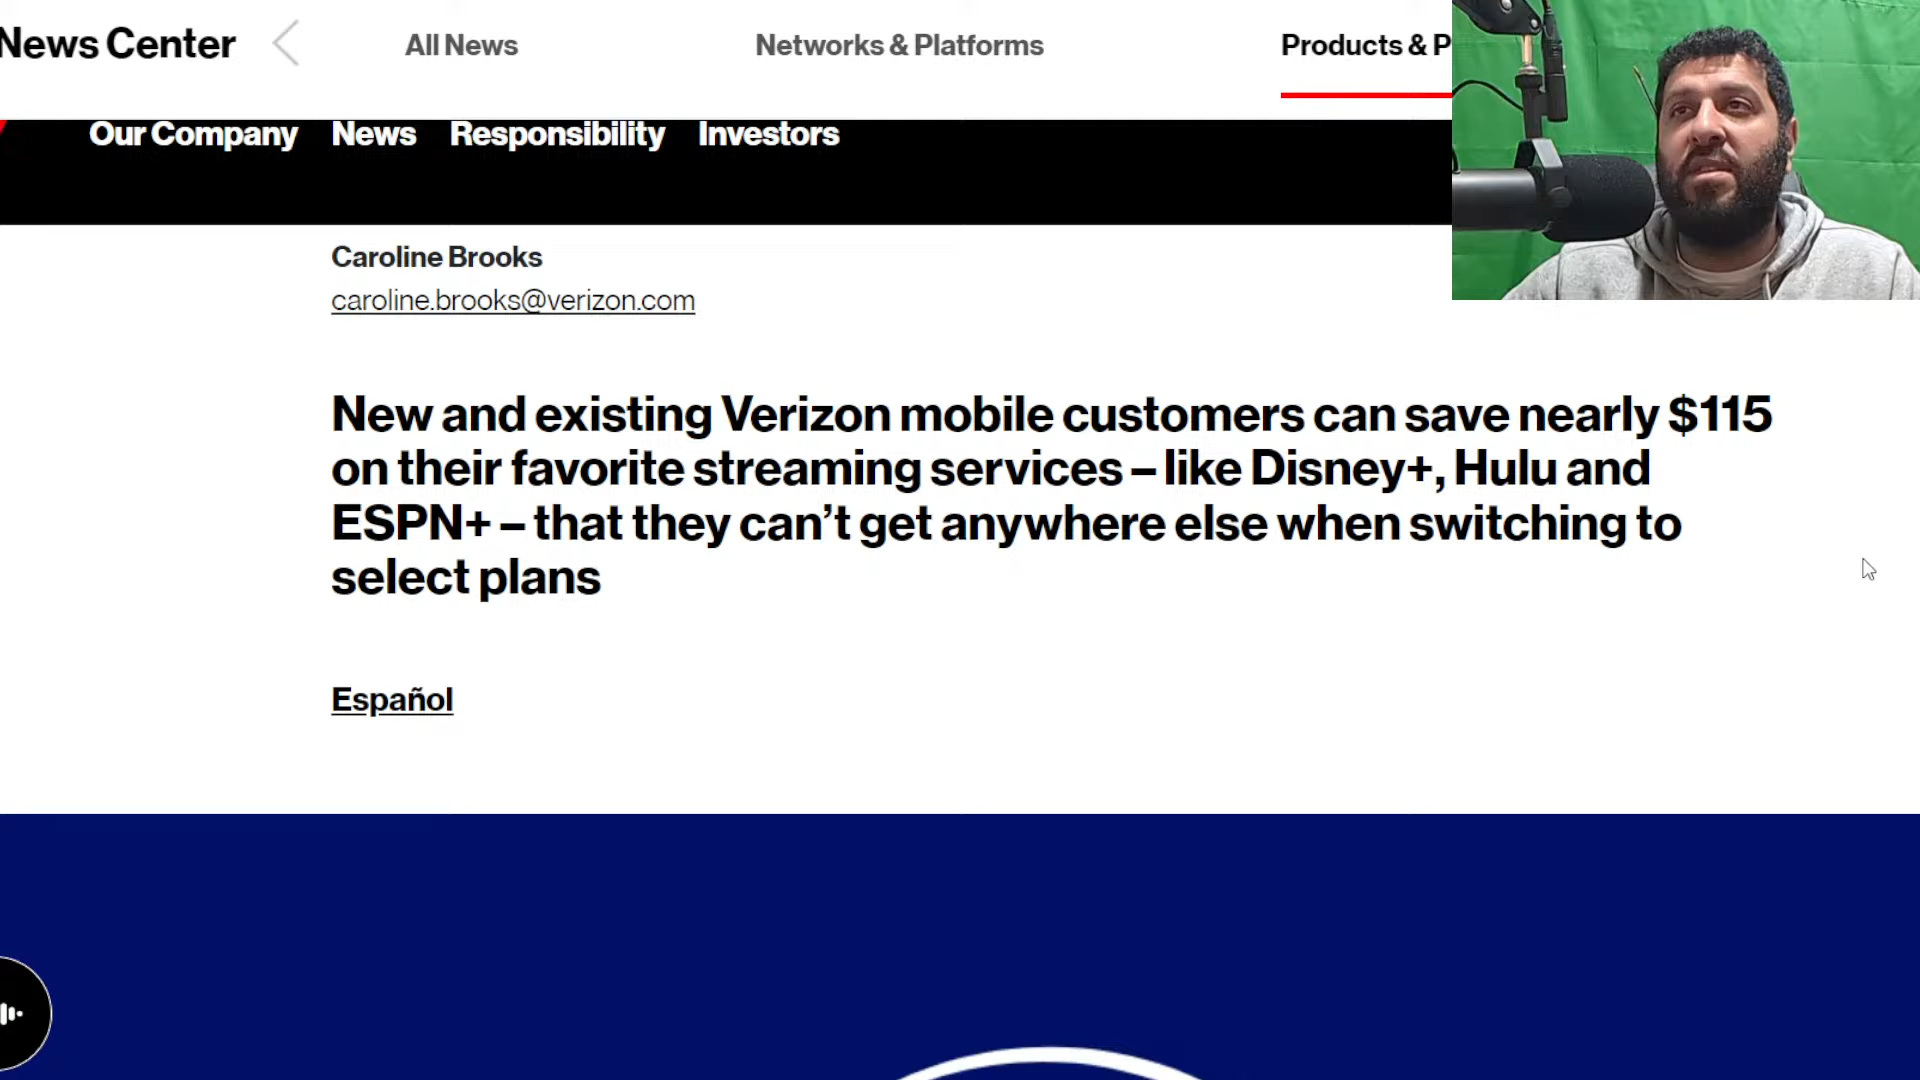 News Center
All News
Networks & Platforms
Products & P
Our Company
News
Responsibility
Investors
Caroline Brooks
caroline.brooks@verizon.com
New and existing Verizon mobile customers can save nearly $115
on their favorite streaming services – like Disney+, Hulu and
ESPN+ – that they can’t get anywhere else when switching to
select plans
Español